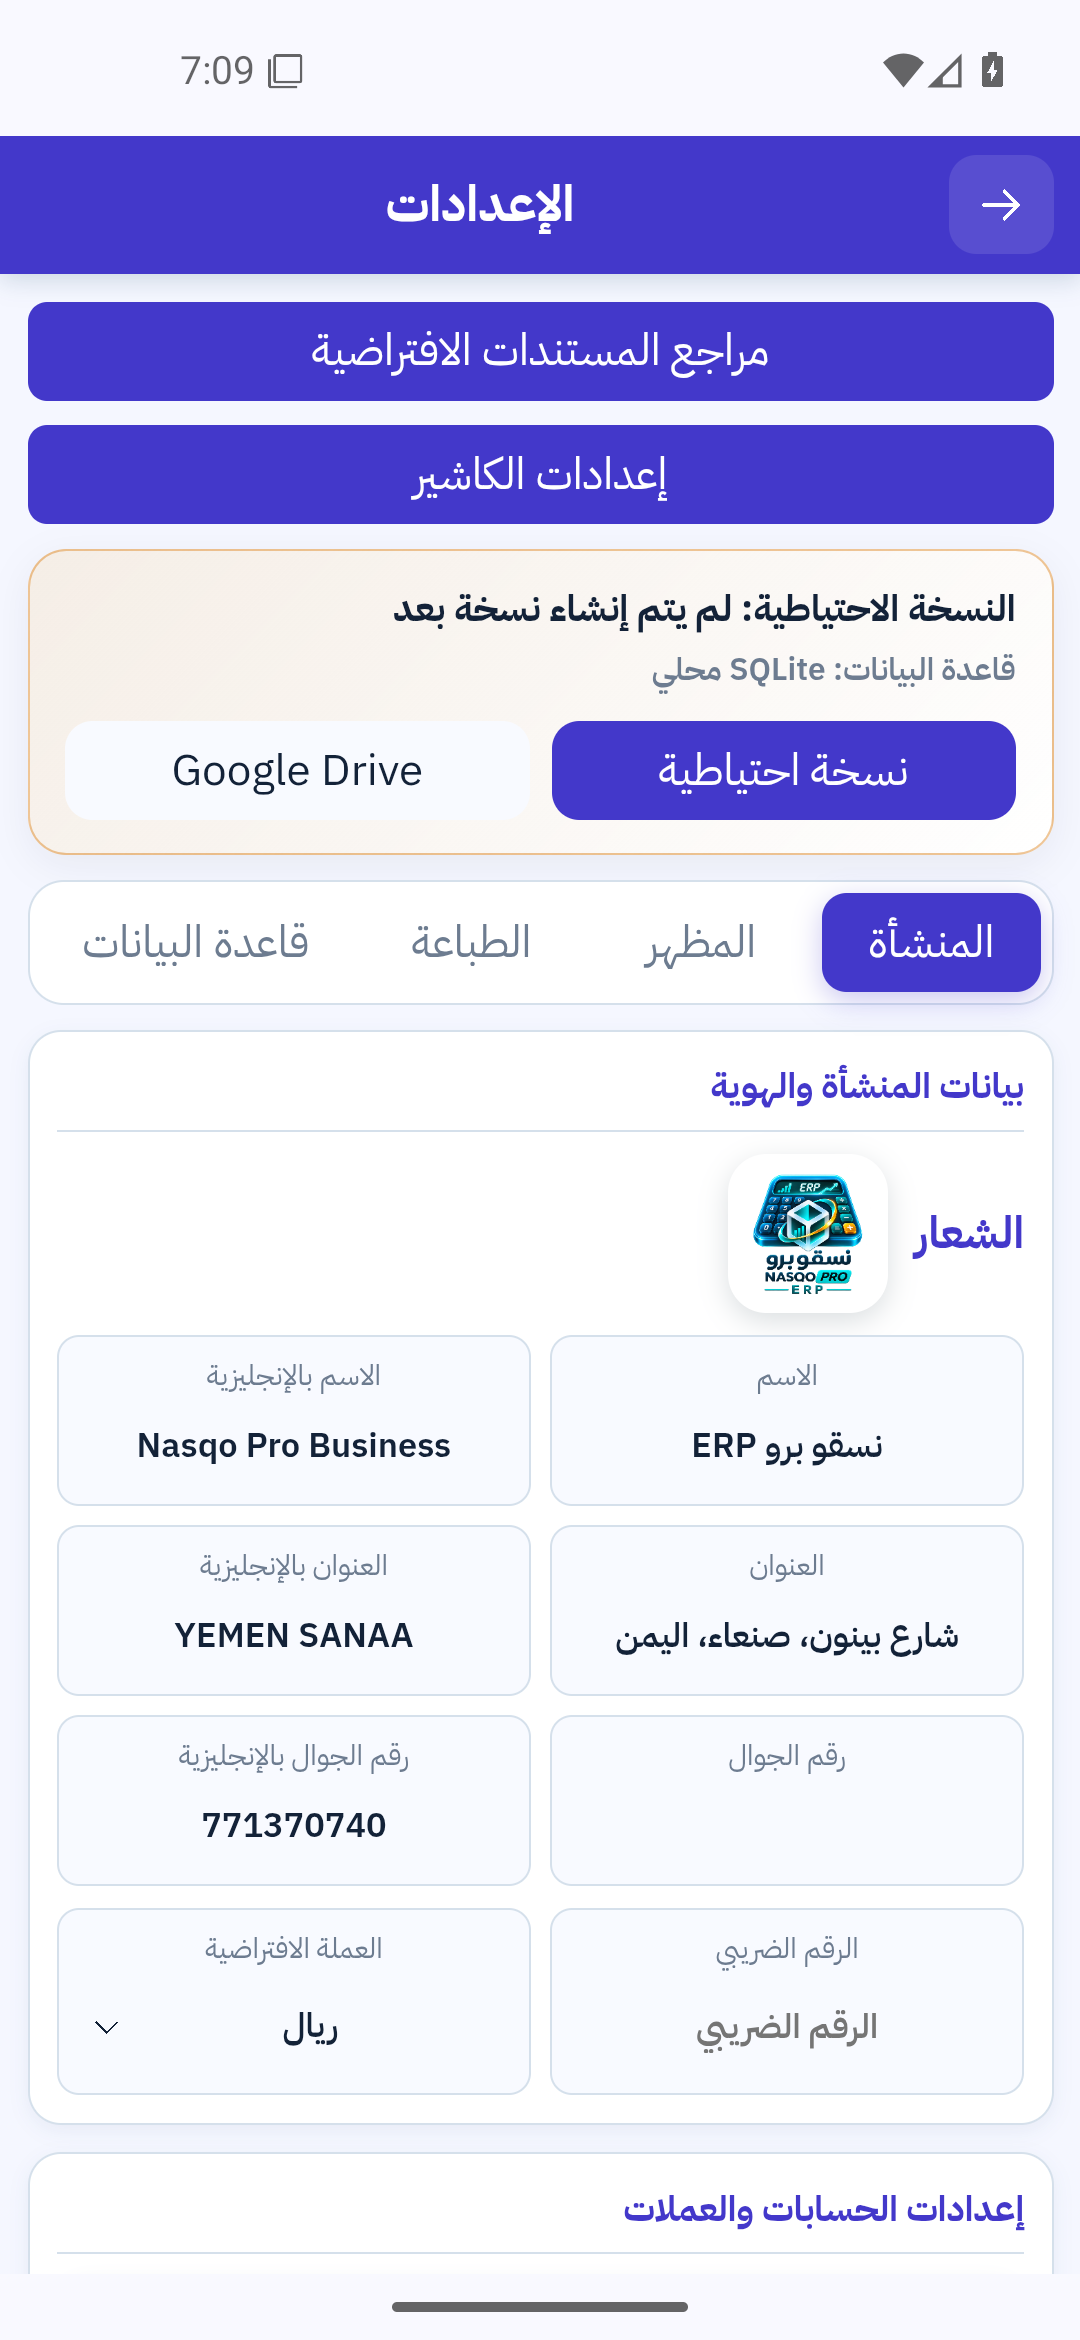 7:09
الإعدادات
مراجع المستندات الافتراضية
إعدادات الكاشير
النسخة الاحتياطية: لم يتم إنشاء نسخة بعد
قاعدة البيانات: SQLite محلي
نسخة احتياطية
Google Drive
المنشأة
المظهر
الطباعة
قاعدة البيانات
بيانات المنشأة والهوية
الشعار
ERP
نسقوبرو
NASQO PRO
ERP
الاسم
نسقو برو ERP
الاسم بالإنجليزية
Nasqo Pro Business
العنوان
شارع بينون، صنعاء، اليمن
العنوان بالإنجليزية
YEMEN SANAA
رقم الجوال
رقم الجوال بالإنجليزية
771370740
الرقم الضريبي
الرقم الضريبي
العملة الافتراضية
ريال
إعدادات الحسابات والعملات